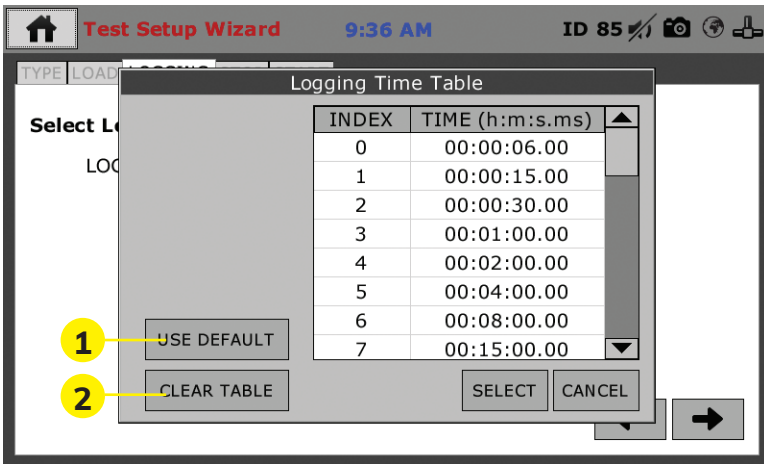 Test Setup Wizard 9:36 AM ID 85
TYPE LOAD
Logging Time Table
Select
INDEX TIME (h:m:s.ms)
0 00:00:06.00
1 00:00:15.00
2 00:00:30.00
3 00:01:00.00
4 00:02:00.00
5 00:04:00.00
6 00:08:00.00
7 00:15:00.00
1 USE DEFAULT
2 CLEAR TABLE
SELECT CANCEL